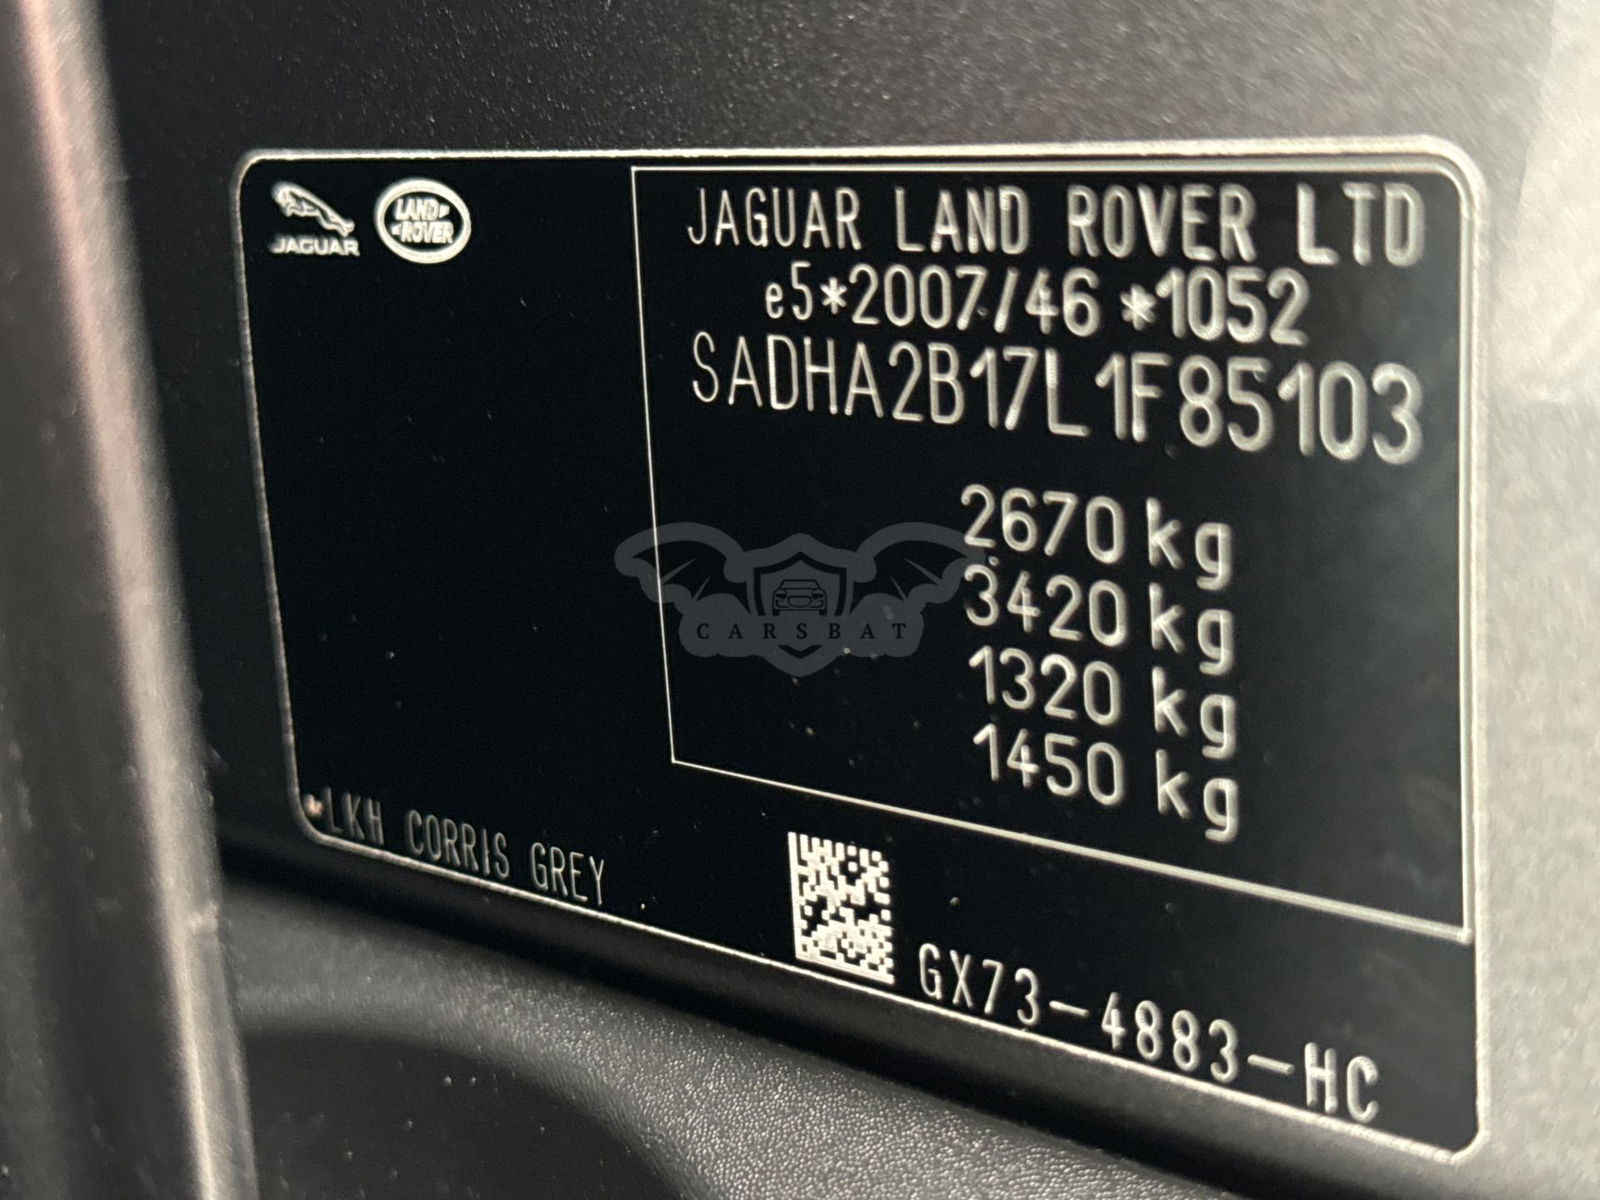 JAGUAR
LAND ROVER
JAGUAR LAND ROVER LTD
e5*2007/46 *1052
SADHA2B17L1F85103
2670 kg
3420 kg
1320 kg
1450 kg
CARSBAT
LKH CORRIS GREY
GX73-4883-HC